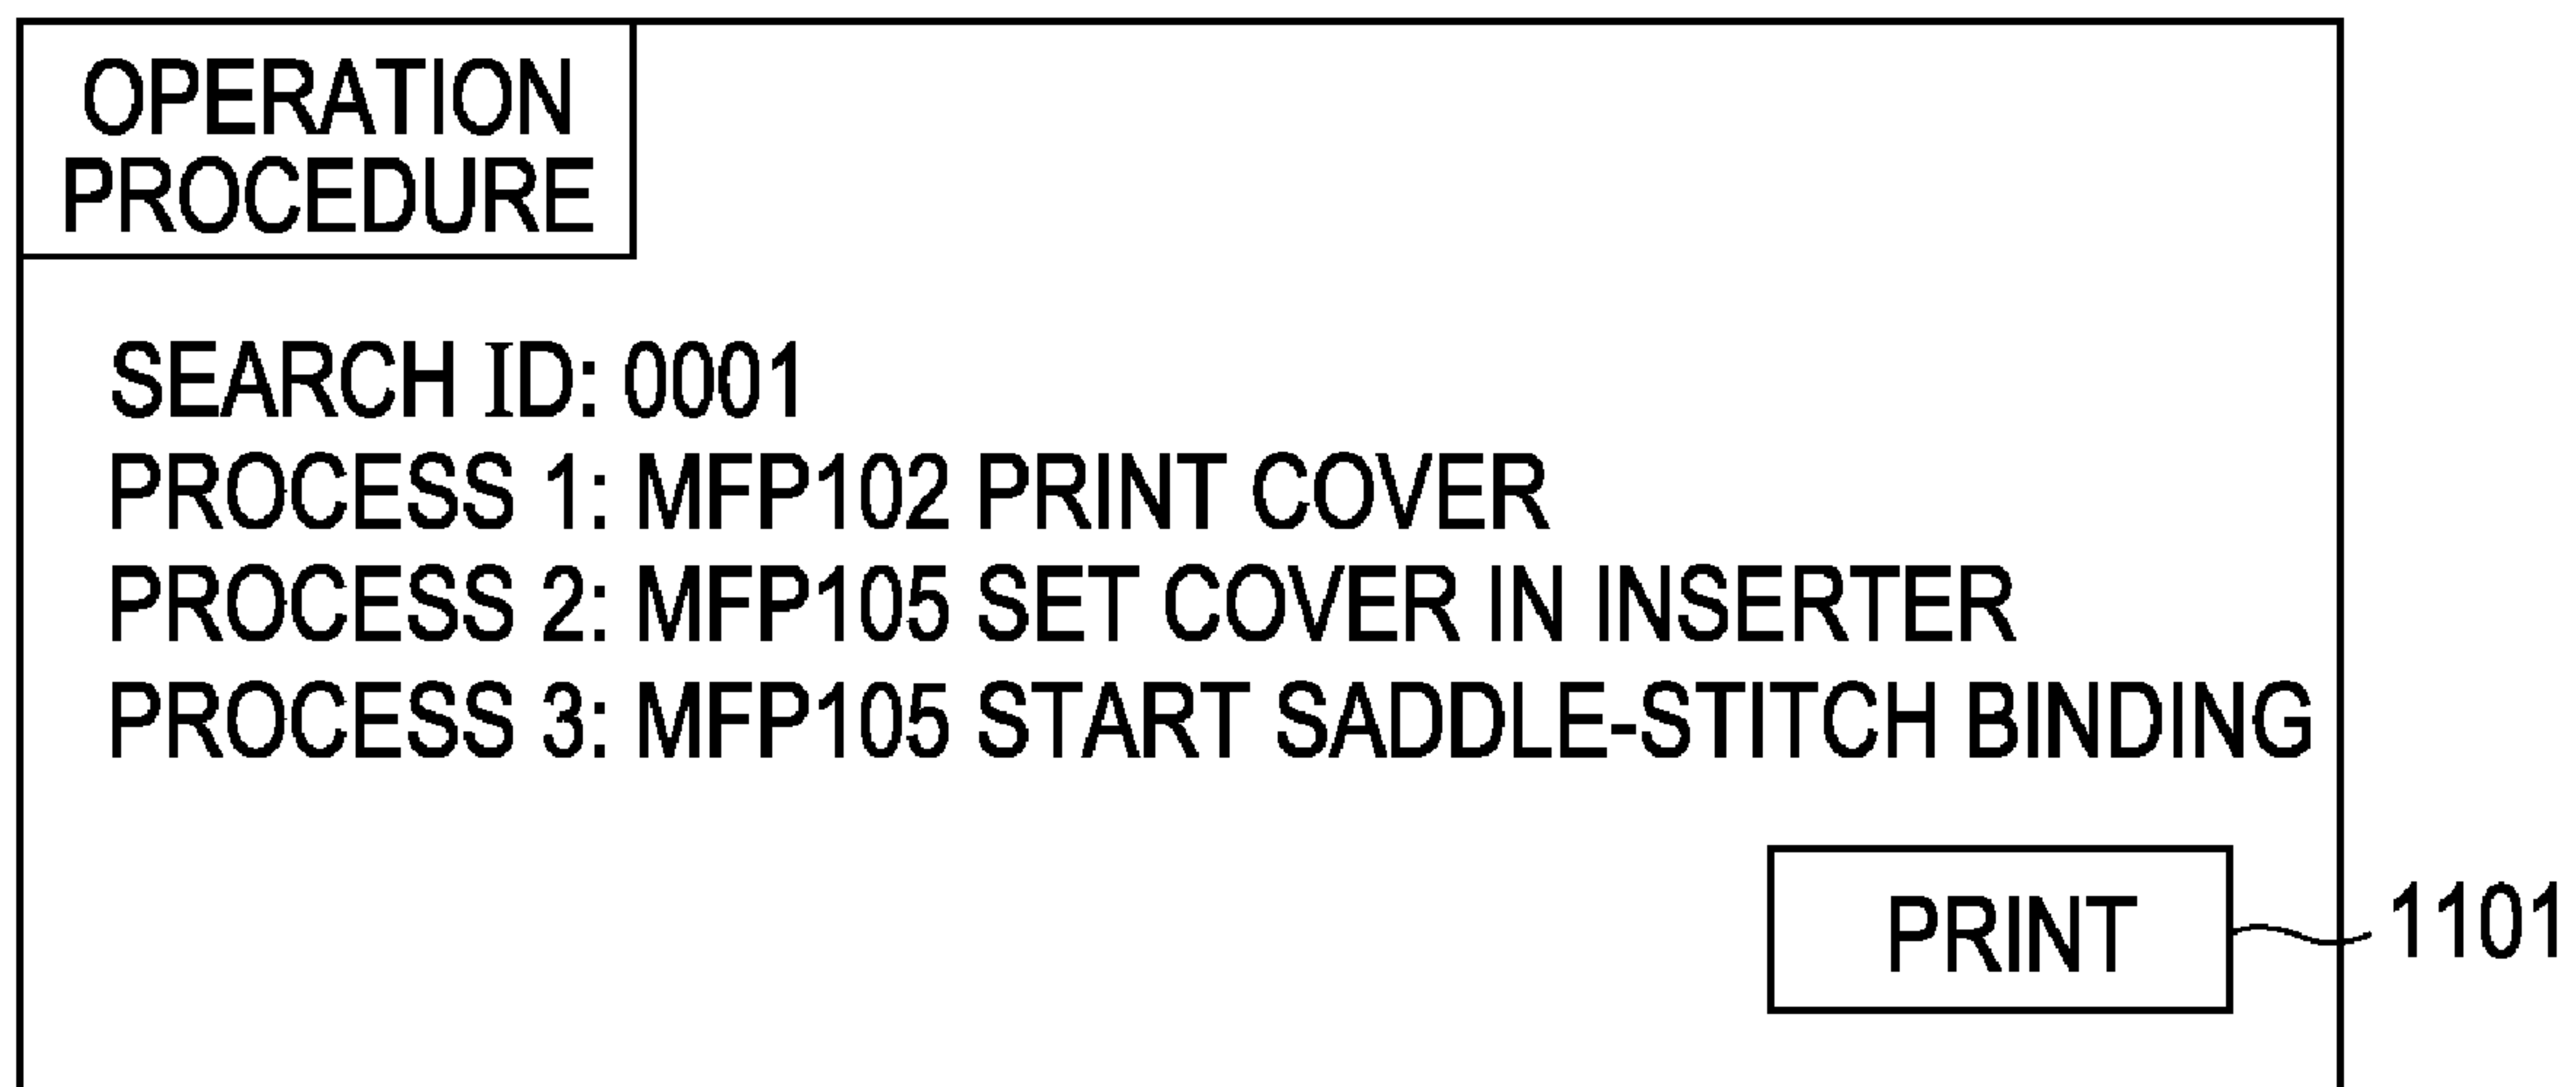 OPERATION
PROCEDURE
SEARCH ID: 0001
PROCESS 1: MFP102 PRINT COVER
PROCESS 2: MFP105 SET COVER IN INSERTER
PROCESS 3: MFP105 START SADDLE-STITCH BINDING
PRINT
1101